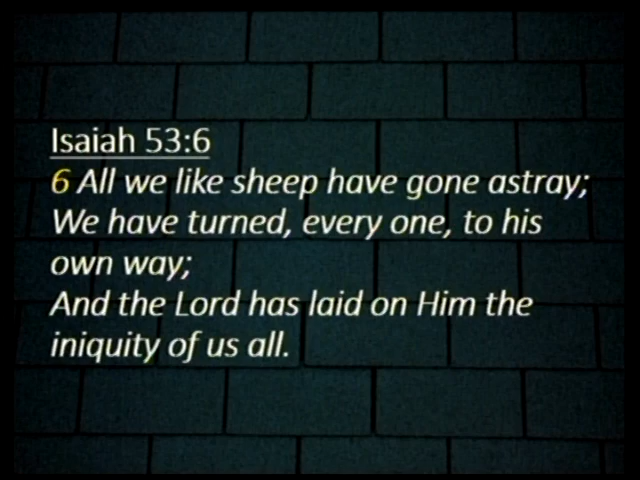 Isaiah 53:6
6 All we like sheep have gone astray;
We have turned, every one, to his
own way;
And the Lord has laid on Him the
iniquity of us all.